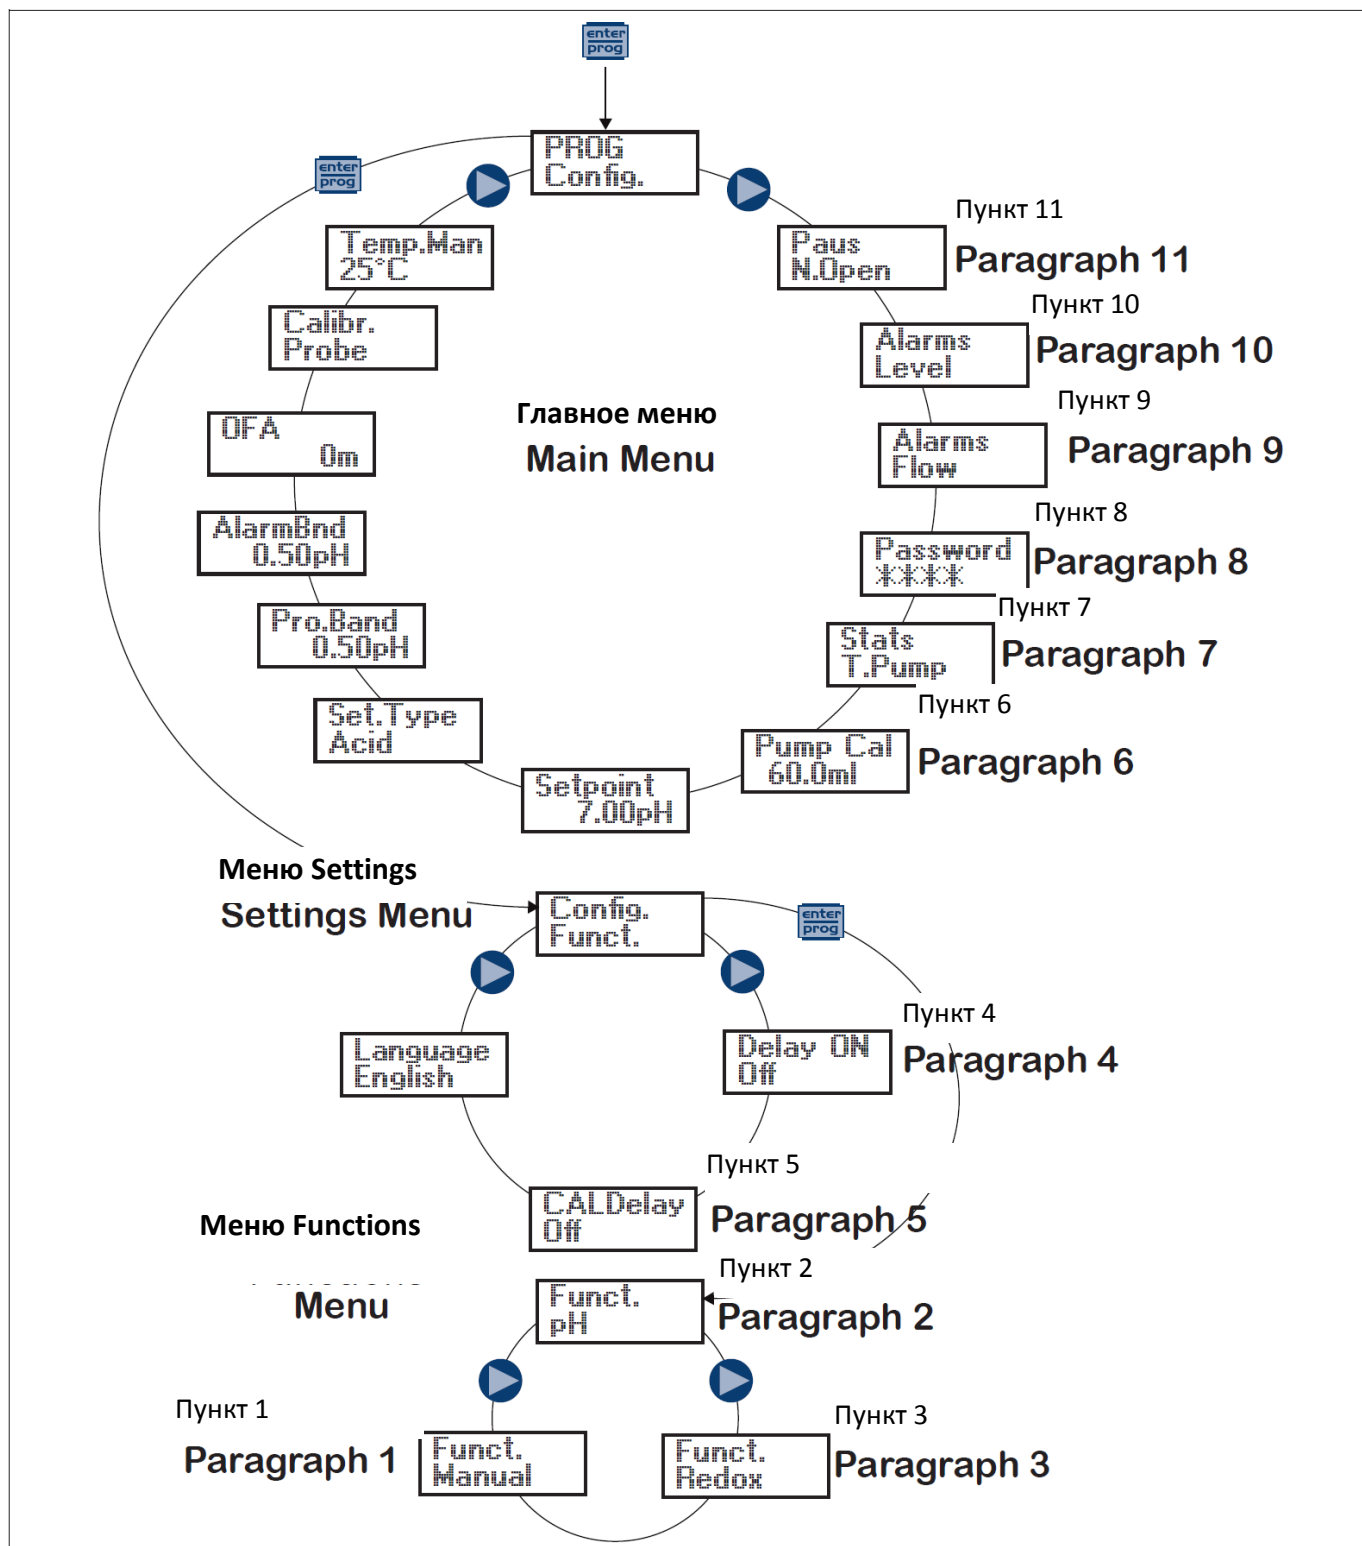 enter
prog
PROG
Config.
enter
prog
Temp.Man
25°C
Пункт 11
Paus
N.Open
Paragraph 11
Calibr.
Probe
Пункт 10
Alarms
Level
Paragraph 10
OFA
0m
Главное меню
Main Menu
Пункт 9
Alarms
Flow
Paragraph 9
AlarmBnd
0.50pH
Пункт 8
Password
****
Paragraph 8
Pro.Band
0.50pH
Пункт 7
Stats
T.Pump
Paragraph 7
Set.Type
Acid
Пункт 6
Pump Cal
60.0ml
Paragraph 6
Setpoint
7.00pH
Меню Settings
Settings Menu
Config.
Funct.
enter
prog
Language
English
Пункт 4
Delay ON
Off
Paragraph 4
Пункт 5
CALDelay
Off
Paragraph 5
Меню Functions
Menu
Пункт 2
Funct.
pH
Paragraph 2
Пункт 1
Paragraph 1
Funct.
Manual
Пункт 3
Funct.
Redox
Paragraph 3